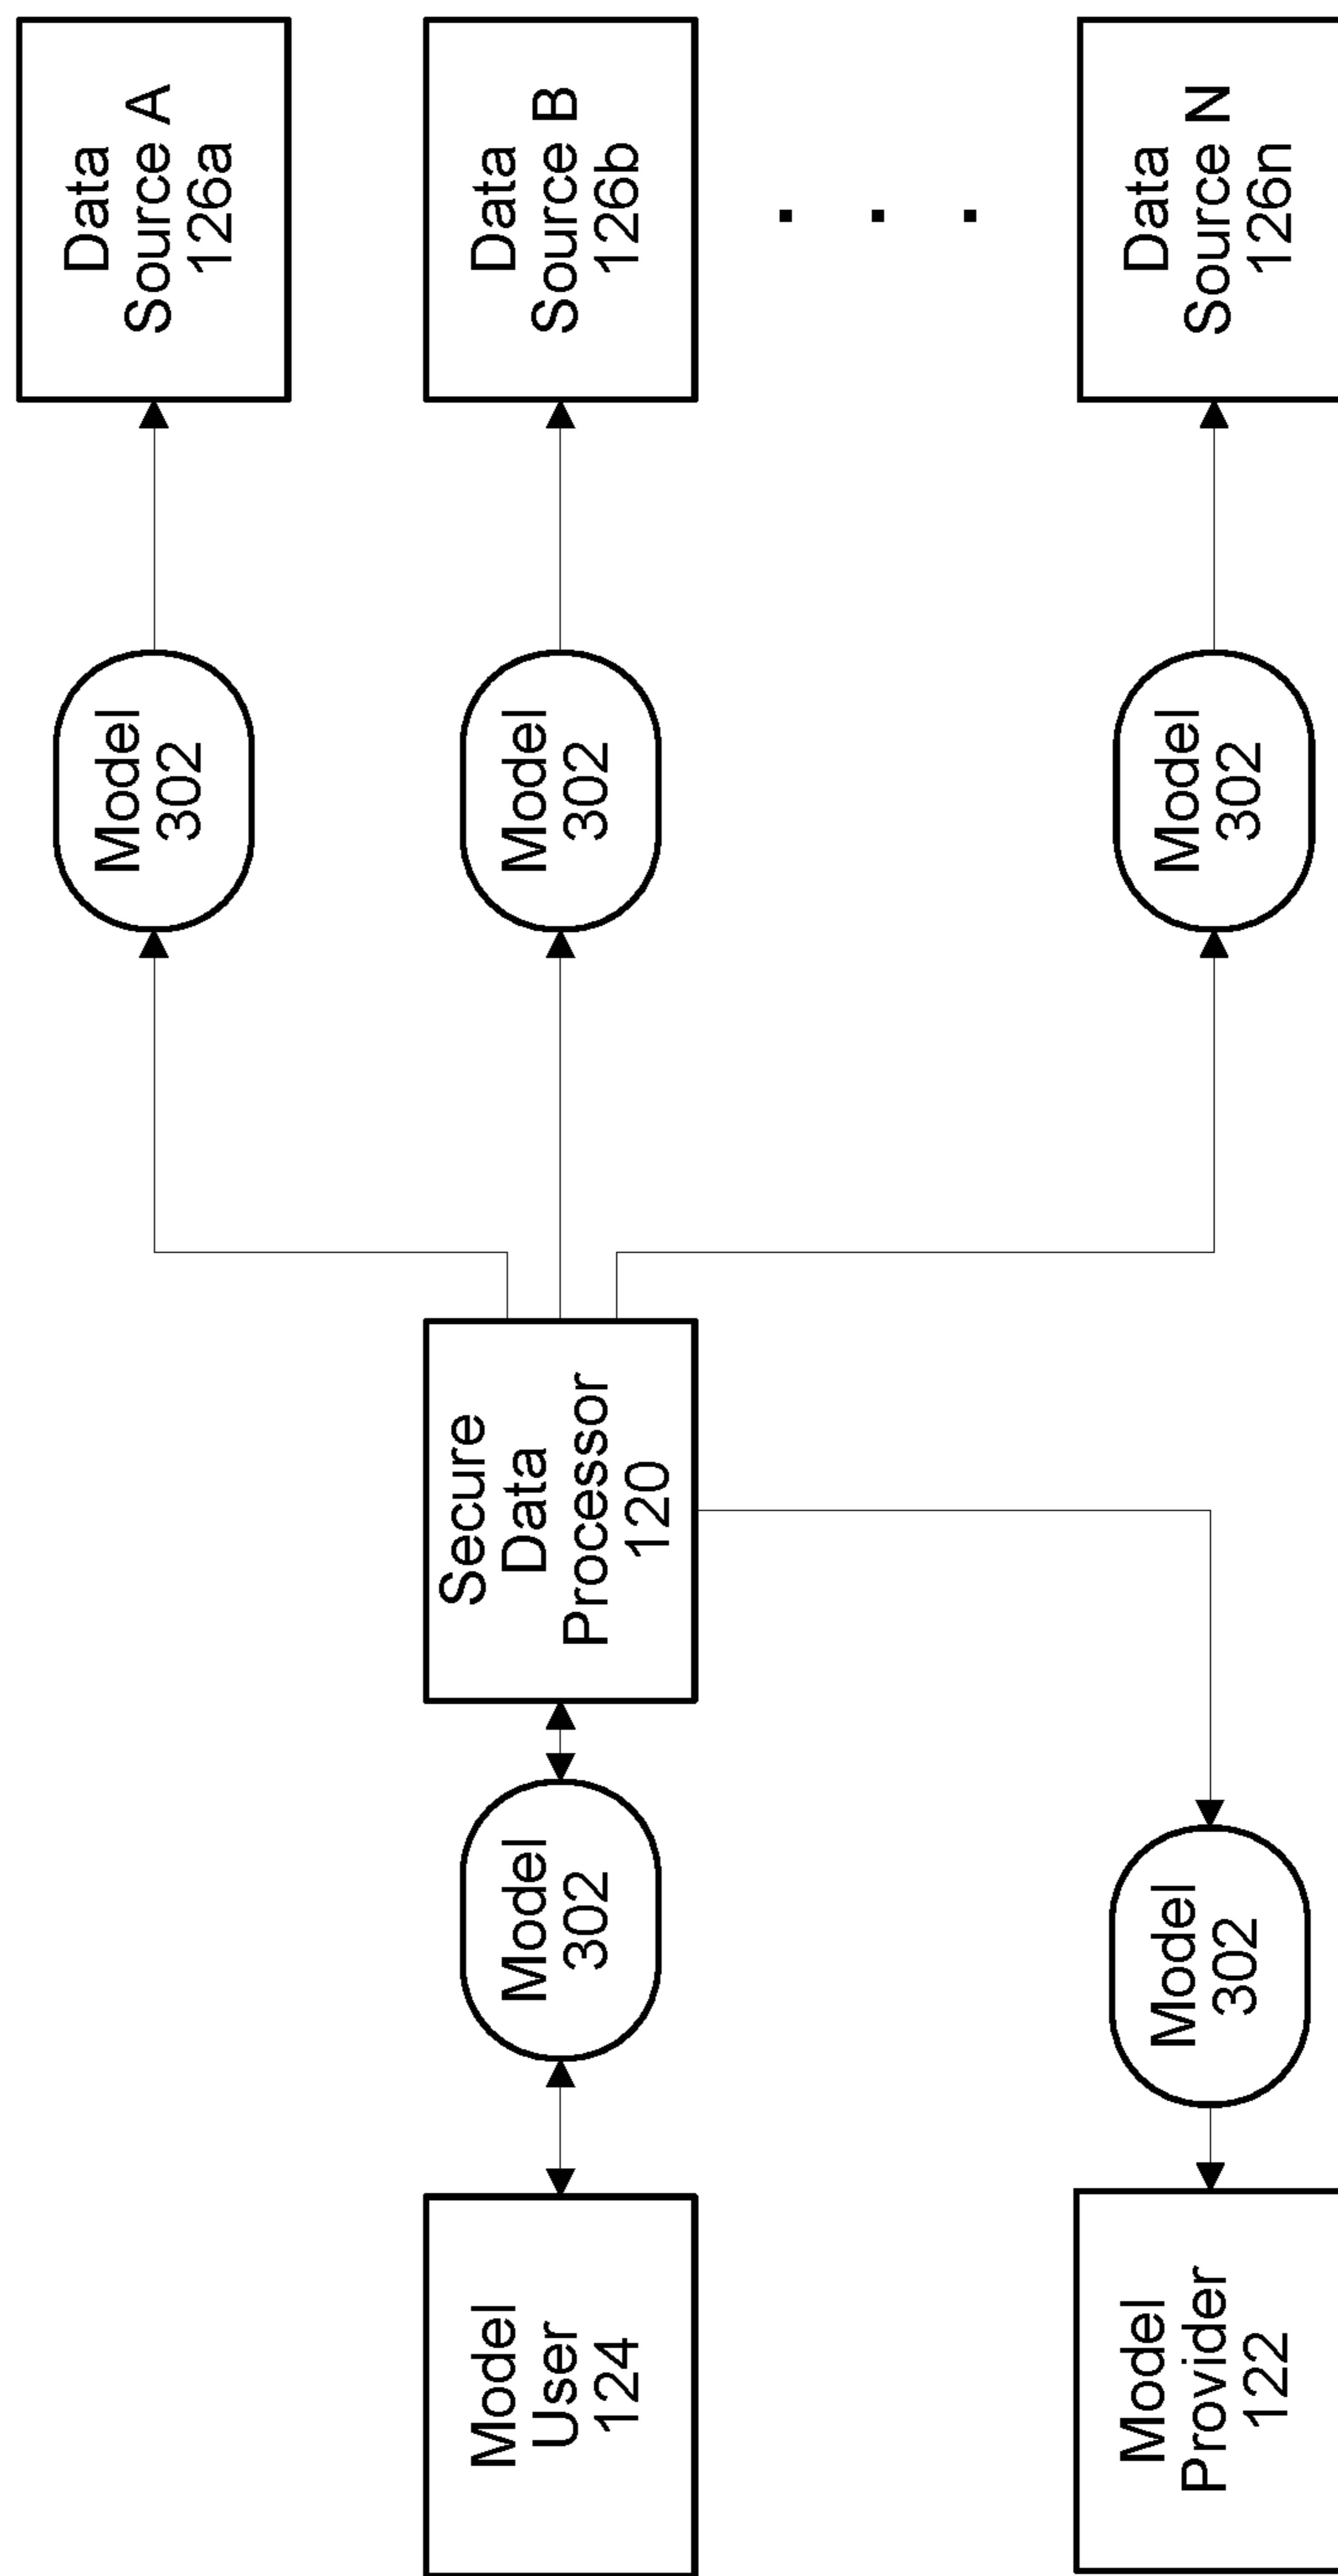 Model
302
Data
Source A
126a
Model
User
124
Model
302
Secure
Data
Processor
120
Model
302
Data
Source B
126b
. . .
Model
Provider
122
Model
302
Model
302
Data
Source N
126n